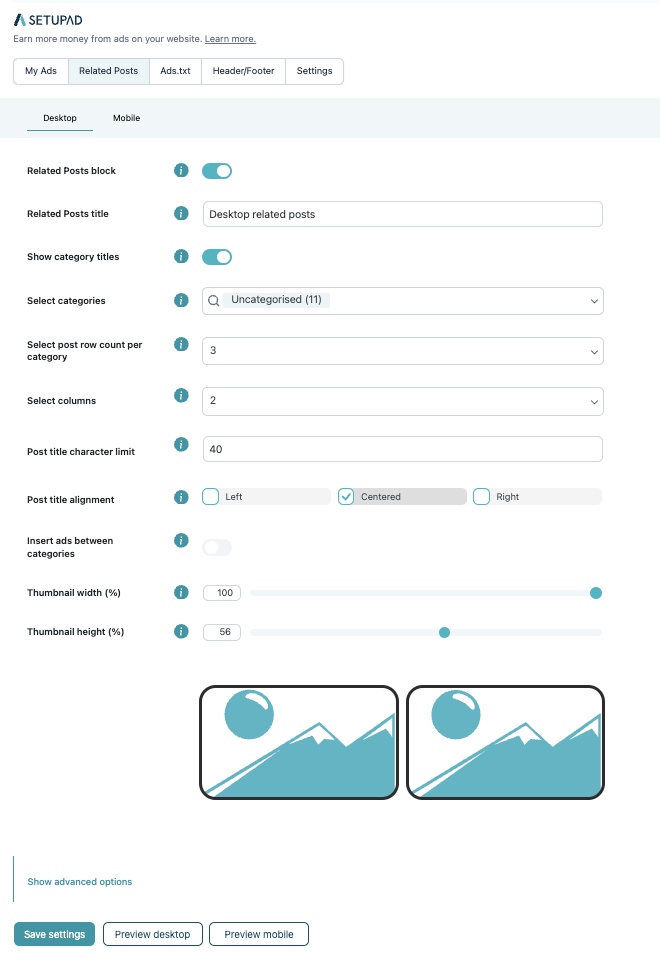 SETUPAD
Earn more money from ads on your website. Learn more.
My Ads
Related Posts
Ads.txt
Header/Footer
Settings
Desktop
Mobile
Related Posts block
i
Related Posts title
i
Desktop related posts
Show category titles
i
Select categories
i
Uncategorised (11)
Select post row count per
category
i
3
Select columns
i
2
Post title character limit
i
40
Post title alignment
i
Left
Centered
Right
Insert ads between
categories
i
Thumbnail width (%)
i
100
Thumbnail height (%)
i
56
Show advanced options
Save settings
Preview desktop
Preview mobile